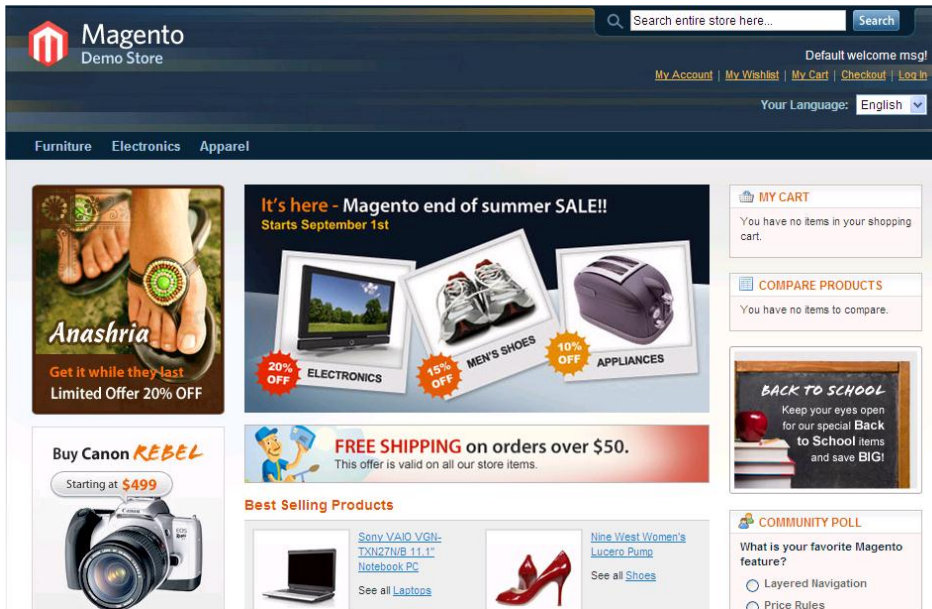 Magento
Demo Store
Search entire store here...
Search
Default welcome msg!
My Account | My Wishlist | My Cart | Checkout | Log In
Your Language: English
Furniture Electronics Apparel
Anashria
Get it while they last
Limited Offer 20% OFF
It's here - Magento end of summer SALE!!
Starts September 1st
20%
OFF
ELECTRONICS
15%
OFF
MEN'S SHOES
10%
OFF
APPLIANCES
MY CART
You have no items in your shopping
cart.
COMPARE PRODUCTS
You have no items to compare.
BACK TO SCHOOL
Keep your eyes open
for our special Back
to School items
and save BIG!
Buy Canon REBEL
Starting at $499
Canon
EOS
FREE SHIPPING on orders over $50.
This offer is valid on all our store items.
Best Selling Products
Sony VAIO VGN-
TXN27N/B 11.1"
Notebook PC
See all Laptops
Nine West Women's
Lucero Pump
See all Shoes
COMMUNITY POLL
What is your favorite Magento
feature?
Layered Navigation
Price Rules